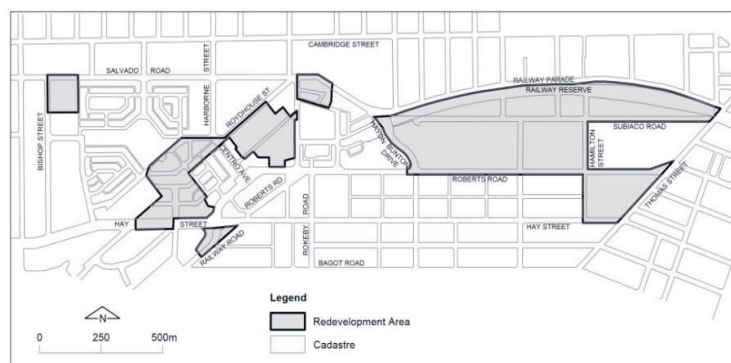 CAMBRIDGE STREET
SALVADO ROAD
HARBORNE STREET
RAILWAY PARADE
RAILWAY RESERVE
ROYDHOUSE ST.
BISHOP STREET
SUBIACO ROAD
HAYDN BUNTON DRIVE
HAMILTON STREET
CENTRO AVE
ROBERTS RD
ROBERTS ROAD
THOMAS STREET
HAY STREET
RAILWAY ROAD
ROKEBY ROAD
HAY STREET
BAGOT ROAD
N
0 250 500m
Legend
Redevelopment Area
Cadastre